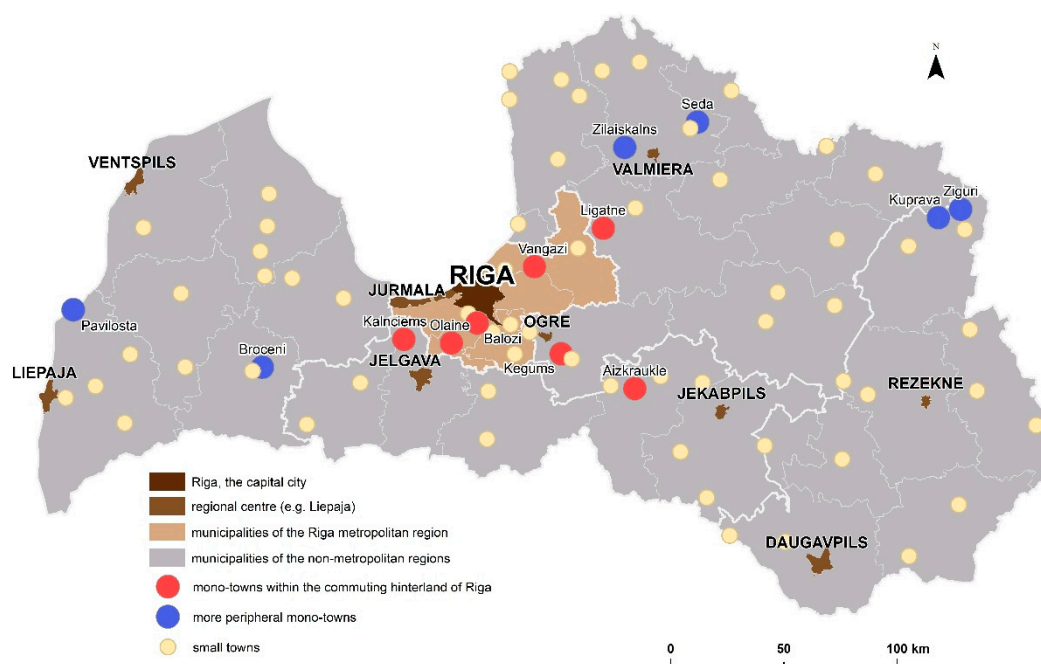 N
Seda
Zilaiskalns
VENTSPILS
VALMIERA
Ziguri
Kuprava
Ligatne
Vangazi
RIGA
JURMALA
Pavilosta
Kalnciems
Olaine
OGRE
Balozi
Broceni
JELGAVA
Kegums
LIEPAJA
Aizkraukle
JEKABPILS
REZEKNE
DAUGAVPILS
Riga, the capital city
regional centre (e.g. Liepaja)
municipalities of the Riga metropolitan region
municipalities of the non-metropolitan regions
mono-towns within the commuting hinterland of Riga
more peripheral mono-towns
small towns
0 50 100 km